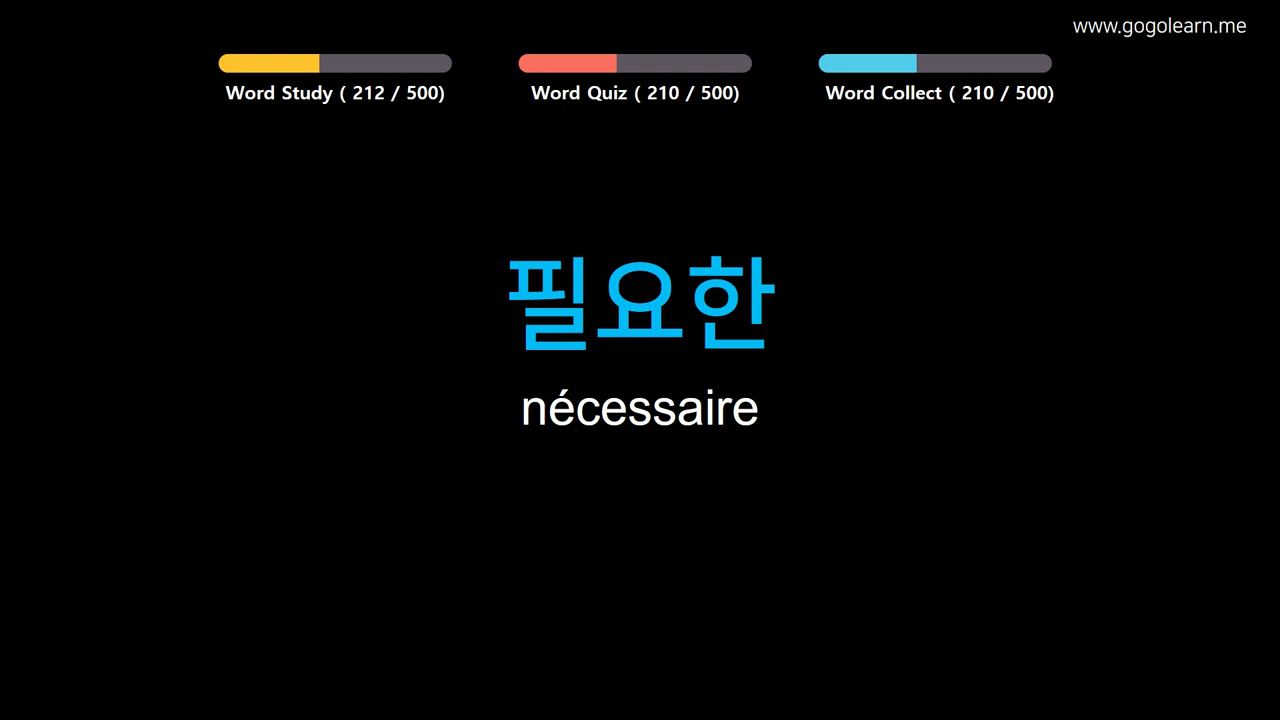 www.gogolearn.me
Word Study ( 212 / 500)
Word Quiz ( 210 / 500)
Word Collect ( 210 / 500)
필요한
nécessaire